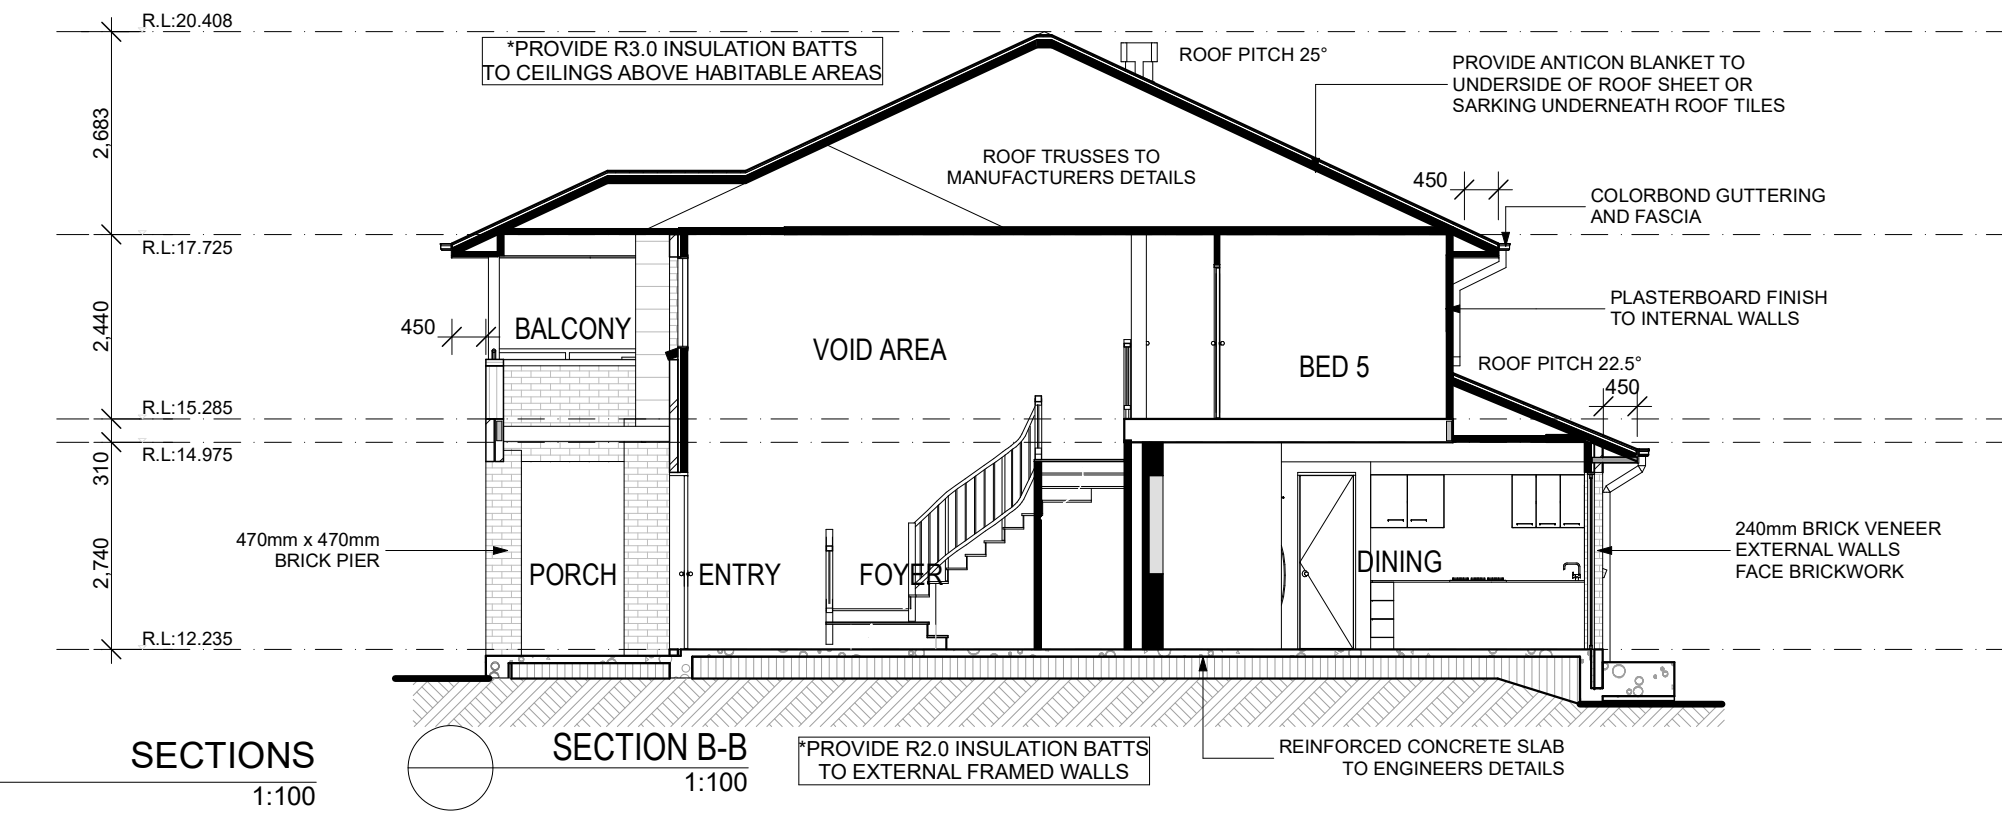 R.L:20.408
*PROVIDE R3.0 INSULATION BATTS
TO CEILINGS ABOVE HABITABLE AREAS
ROOF PITCH 25°
PROVIDE ANTICON BLANKET TO
UNDERSIDE OF ROOF SHEET OR
SARKING UNDERNEATH ROOF TILES
2,683
ROOF TRUSSES TO
MANUFACTURERS DETAILS
450
COLORBOND GUTTERING
AND FASCIA
R.L:17.725
2,440
450
BALCONY
VOID AREA
BED 5
PLASTERBOARD FINISH
TO INTERNAL WALLS
ROOF PITCH 22.5°
450
R.L:15.285
R.L:14.975
310
470mm x 470mm
BRICK PIER
2,740
PORCH
ENTRY
FOYER
DINING
240mm BRICK VENEER
EXTERNAL WALLS
FACE BRICKWORK
R.L:12.235
SECTIONS
1:100
SECTION B-B
1:100
*PROVIDE R2.0 INSULATION BATTS
TO EXTERNAL FRAMED WALLS
REINFORCED CONCRETE SLAB
TO ENGINEERS DETAILS